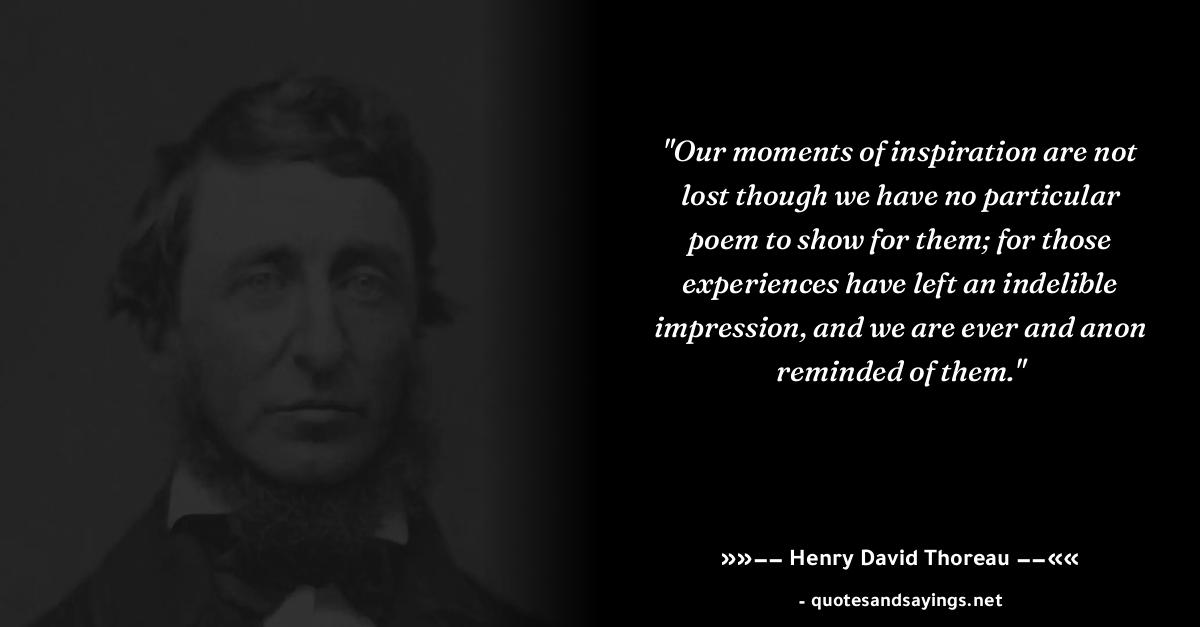 "Our moments of inspiration are not
lost though we have no particular
poem to show for them; for those
experiences have left an indelible
impression, and we are ever and anon
reminded of them."
»»−− Henry David Thoreau −−««
- quotesandsayings.net